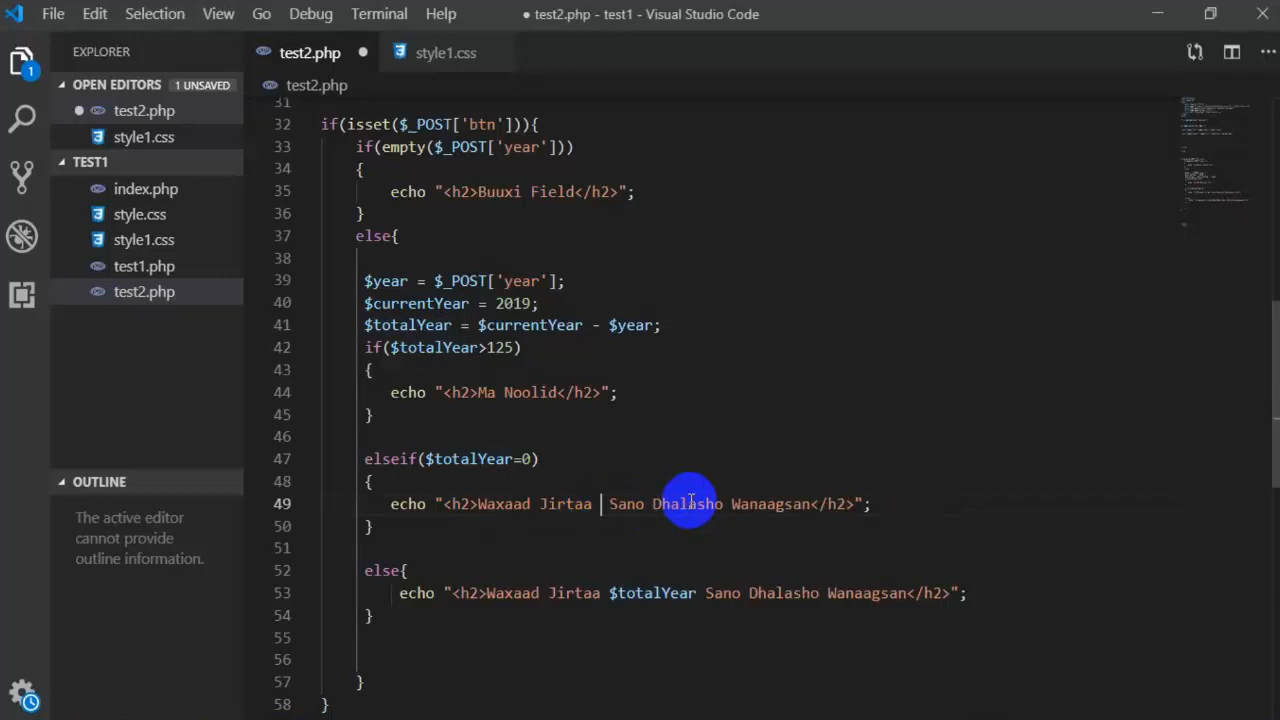 File Edit Selection View Go Debug Terminal Help ● test2.php - test1 - Visual Studio Code
EXPLORER
OPEN EDITORS 1 UNSAVED
test2.php
style1.css
TEST1
index.php
style.css
style1.css
test1.php
test2.php
OUTLINE
The active editor
cannot provide
outline information.
1
test2.php ● style1.css
test2.php
31
32 if(isset($_POST['btn'])){
33 if(empty($_POST['year']))
34 {
35 echo "<h2>Buuxi Field</h2>";
36 }
37 else{
38
39 $year = $_POST['year'];
40 $currentYear = 2019;
41 $totalYear = $currentYear - $year;
42 if($totalYear>125)
43 {
44 echo "<h2>Ma Noolid</h2>";
45 }
46
47 elseif($totalYear=0)
48 {
49 echo "<h2>Waxaad Jirtaa  Sano Dhalasho Wanaagsan</h2>";
50 }
51
52 else{
53 echo "<h2>Waxaad Jirtaa $totalYear Sano Dhalasho Wanaagsan</h2>";
54 }
55
56
57 }
58 }